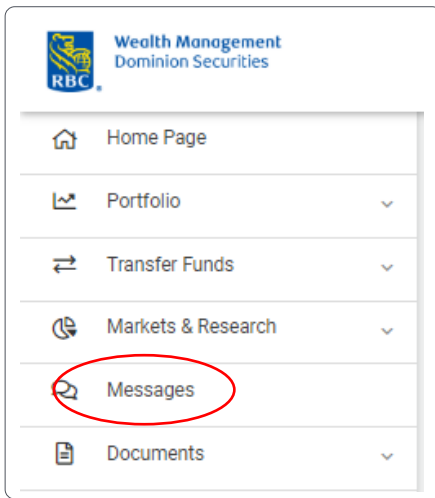 Wealth Management
Dominion Securities
RBC
Home Page
Portfolio
Transfer Funds
Markets & Research
Messages
Documents